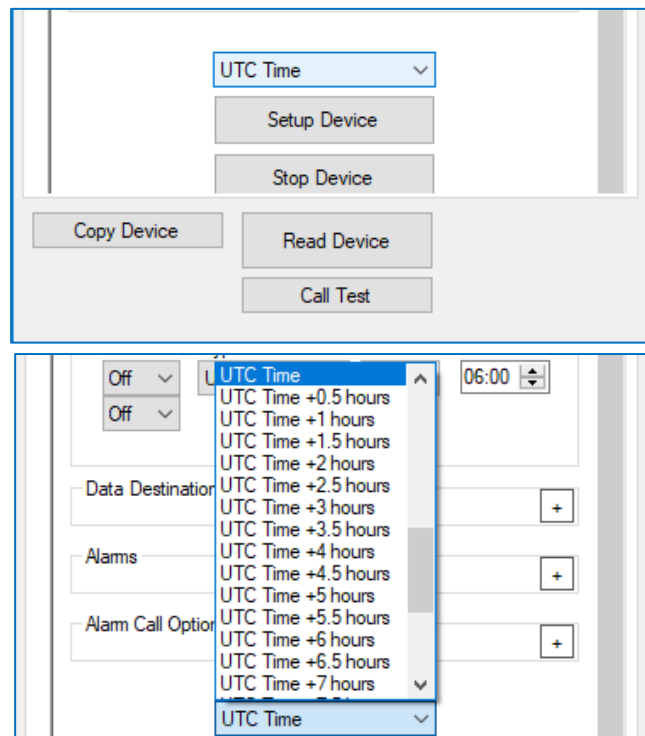 UTC Time
Setup Device
Stop Device
Copy Device
Read Device
Call Test
Off
UTC Time
06:00
UTC Time +0.5 hours
UTC Time +1 hours
Off
UTC Time +1.5 hours
UTC Time +2 hours
Data Destination
UTC Time +2.5 hours
UTC Time +3 hours
+
UTC Time +3.5 hours
Alarms
UTC Time +4 hours
UTC Time +4.5 hours
+
UTC Time +5 hours
UTC Time +5.5 hours
Alarm Call Option
UTC Time +6 hours
+
UTC Time +6.5 hours
UTC Time +7 hours
UTC Time